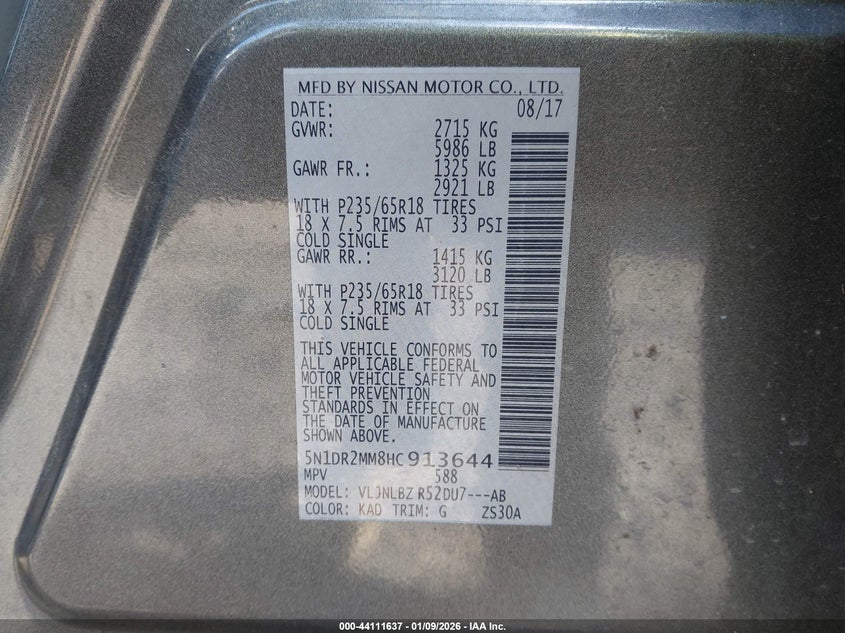 MFD BY NISSAN MOTOR CO., LTD.
DATE: 08/17
GVWR: 2715 KG
5986 LB
GAWR FR.: 1325 KG
2921 LB
WITH P235/65R18 TIRES
18 X 7.5 RIMS AT 33 PSI
COLD SINGLE
GAWR RR.: 1415 KG
3120 LB
WITH P235/65R18 TIRES
18 X 7.5 RIMS AT 33 PSI
COLD SINGLE
THIS VEHICLE CONFORMS TO
ALL APPLICABLE FEDERAL
MOTOR VEHICLE SAFETY AND
THEFT PREVENTION
STANDARDS IN EFFECT ON
THE DATE OF MANUFACTURE
SHOWN ABOVE.
5N1DR2MM8HC913644
MPV 588
MODEL: VLJNLBZ R52DU7---AB
COLOR: KAD TRIM: G ZS30A
000-44111637 - 01/09/2026 - IAA Inc.